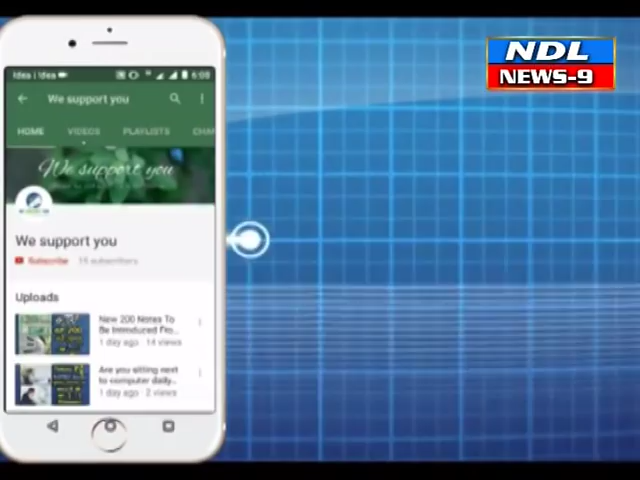 NDL
NEWS-9
Idea | Idea
6:08
We support you
HOME VIDEOS PLAYLISTS CHAN
We support you
We support you
Subscribe 15 subscribers
Uploads
New 200 Notes To
Be Introduced Fro...
1 day ago · 14 views
Are you sitting next
to computer daily...
1 day ago · 2 views